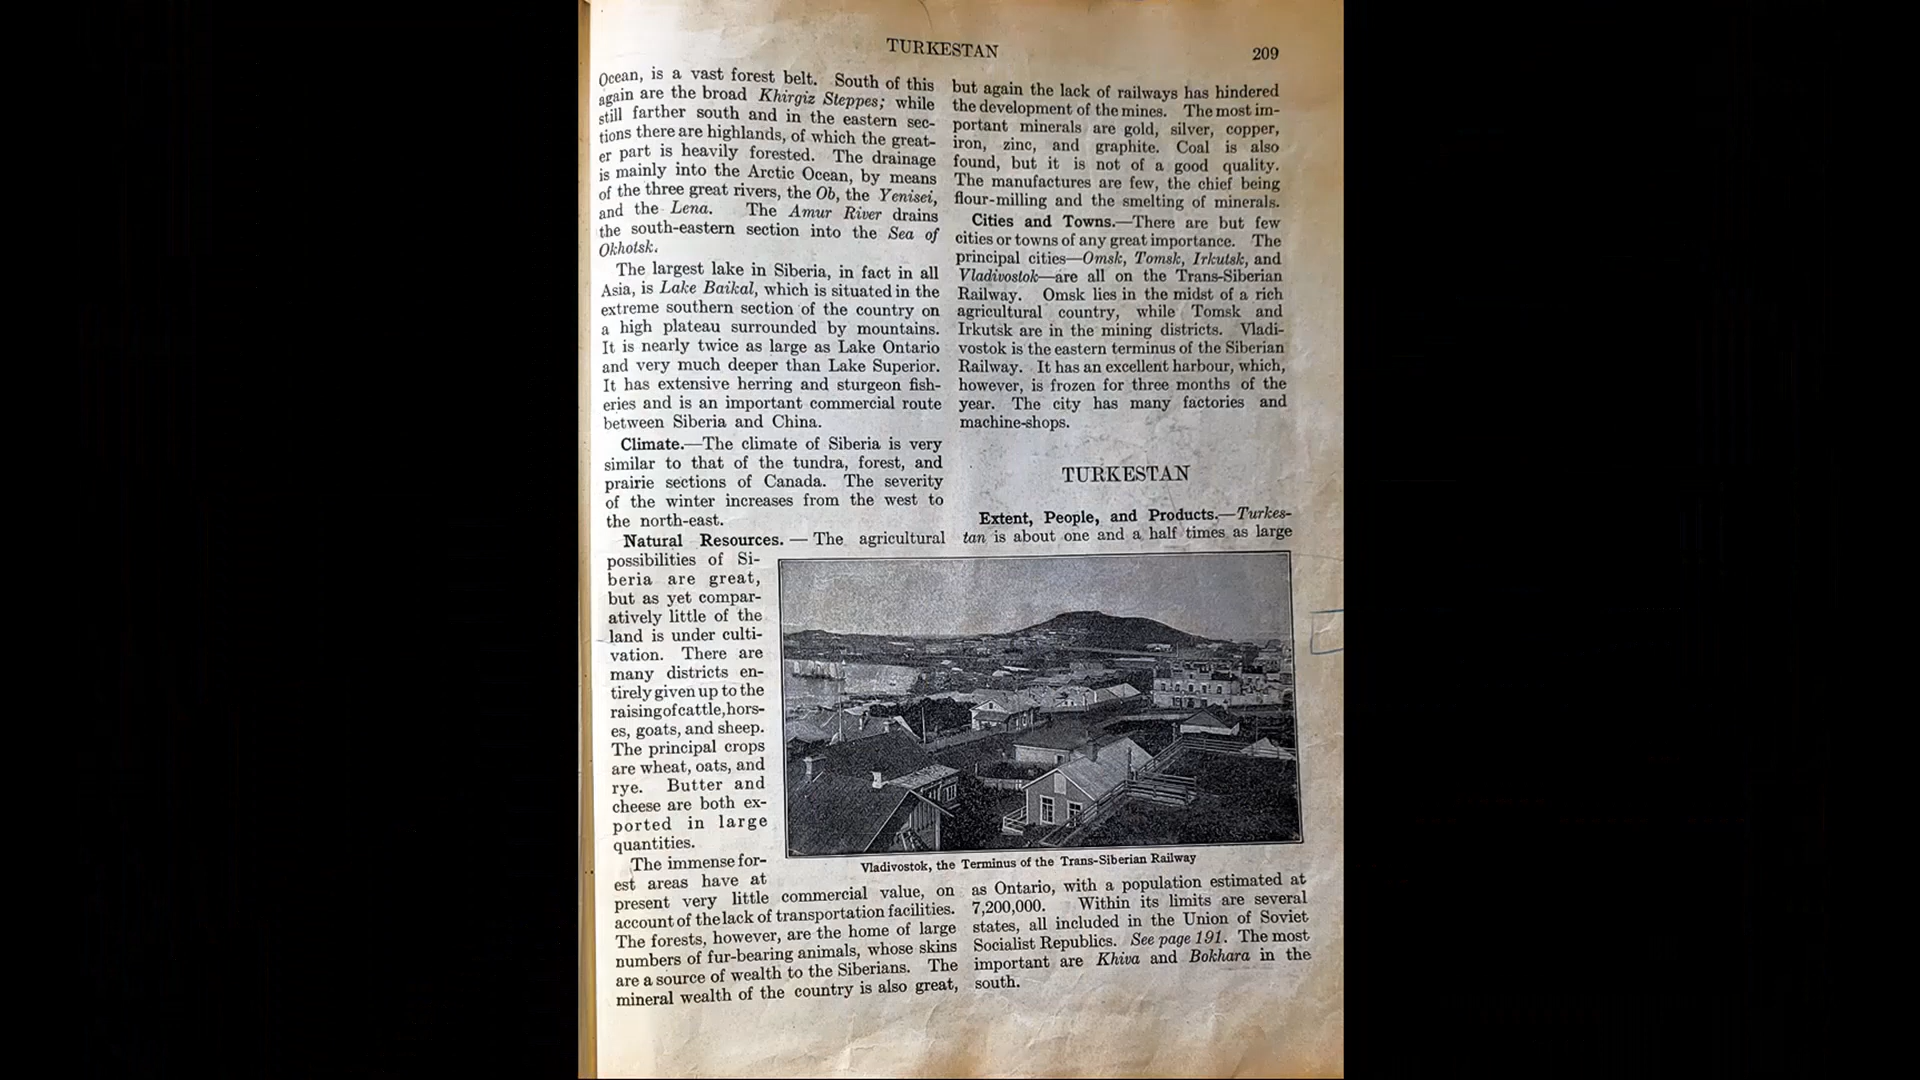 TURKESTAN
209
Ocean, is a vast forest belt. South of this
again are the broad Khirgiz Steppes; while
still farther south and in the eastern sec-
tions there are highlands, of which the great-
er part is heavily forested. The drainage
is mainly into the Arctic Ocean, by means
of the three great rivers, the Ob, the Yenisei,
and the Lena. The Amur River drains
the south-eastern section into the Sea of
Okhotsk.
The largest lake in Siberia, in fact in all
Asia, is Lake Baikal, which is situated in the
extreme southern section of the country on
a high plateau surrounded by mountains.
It is nearly twice as large as Lake Ontario
and very much deeper than Lake Superior.
It has extensive herring and sturgeon fish-
eries and is an important commercial route
between Siberia and China.
Climate.—The climate of Siberia is very
similar to that of the tundra, forest, and
prairie sections of Canada. The severity
of the winter increases from the west to
the north-east.
Natural Resources. — The agricultural
possibilities of Si-
beria are great,
but as yet compar-
atively little of the
land is under culti-
vation. There are
many districts en-
tirely given up to the
raising of cattle, hors-
es, goats, and sheep.
The principal crops
are wheat, oats, and
rye. Butter and
cheese are both ex-
ported in large
quantities.
The immense for-
est areas have at
present very little commercial value, on
account of the lack of transportation facilities.
The forests, however, are the home of large
numbers of fur-bearing animals, whose skins
are a source of wealth to the Siberians. The
mineral wealth of the country is also great,
but again the lack of railways has hindered
the development of the mines. The most im-
portant minerals are gold, silver, copper,
iron, zinc, and graphite. Coal is also
found, but it is not of a good quality.
The manufactures are few, the chief being
flour-milling and the smelting of minerals.
Cities and Towns.—There are but few
cities or towns of any great importance. The
principal cities—Omsk, Tomsk, Irkutsk, and
Vladivostok—are all on the Trans-Siberian
Railway. Omsk lies in the midst of a rich
agricultural country, while Tomsk and
Irkutsk are in the mining districts. Vladi-
vostok is the eastern terminus of the Siberian
Railway. It has an excellent harbour, which,
however, is frozen for three months of the
year. The city has many factories and
machine-shops.
TURKESTAN
Extent, People, and Products.—Turkes-
tan is about one and a half times as large
Vladivostok, the Terminus of the Trans-Siberian Railway
as Ontario, with a population estimated at
7,200,000. Within its limits are several
states, all included in the Union of Soviet
Socialist Republics. See page 191. The most
important are Khiva and Bokhara in the
south.